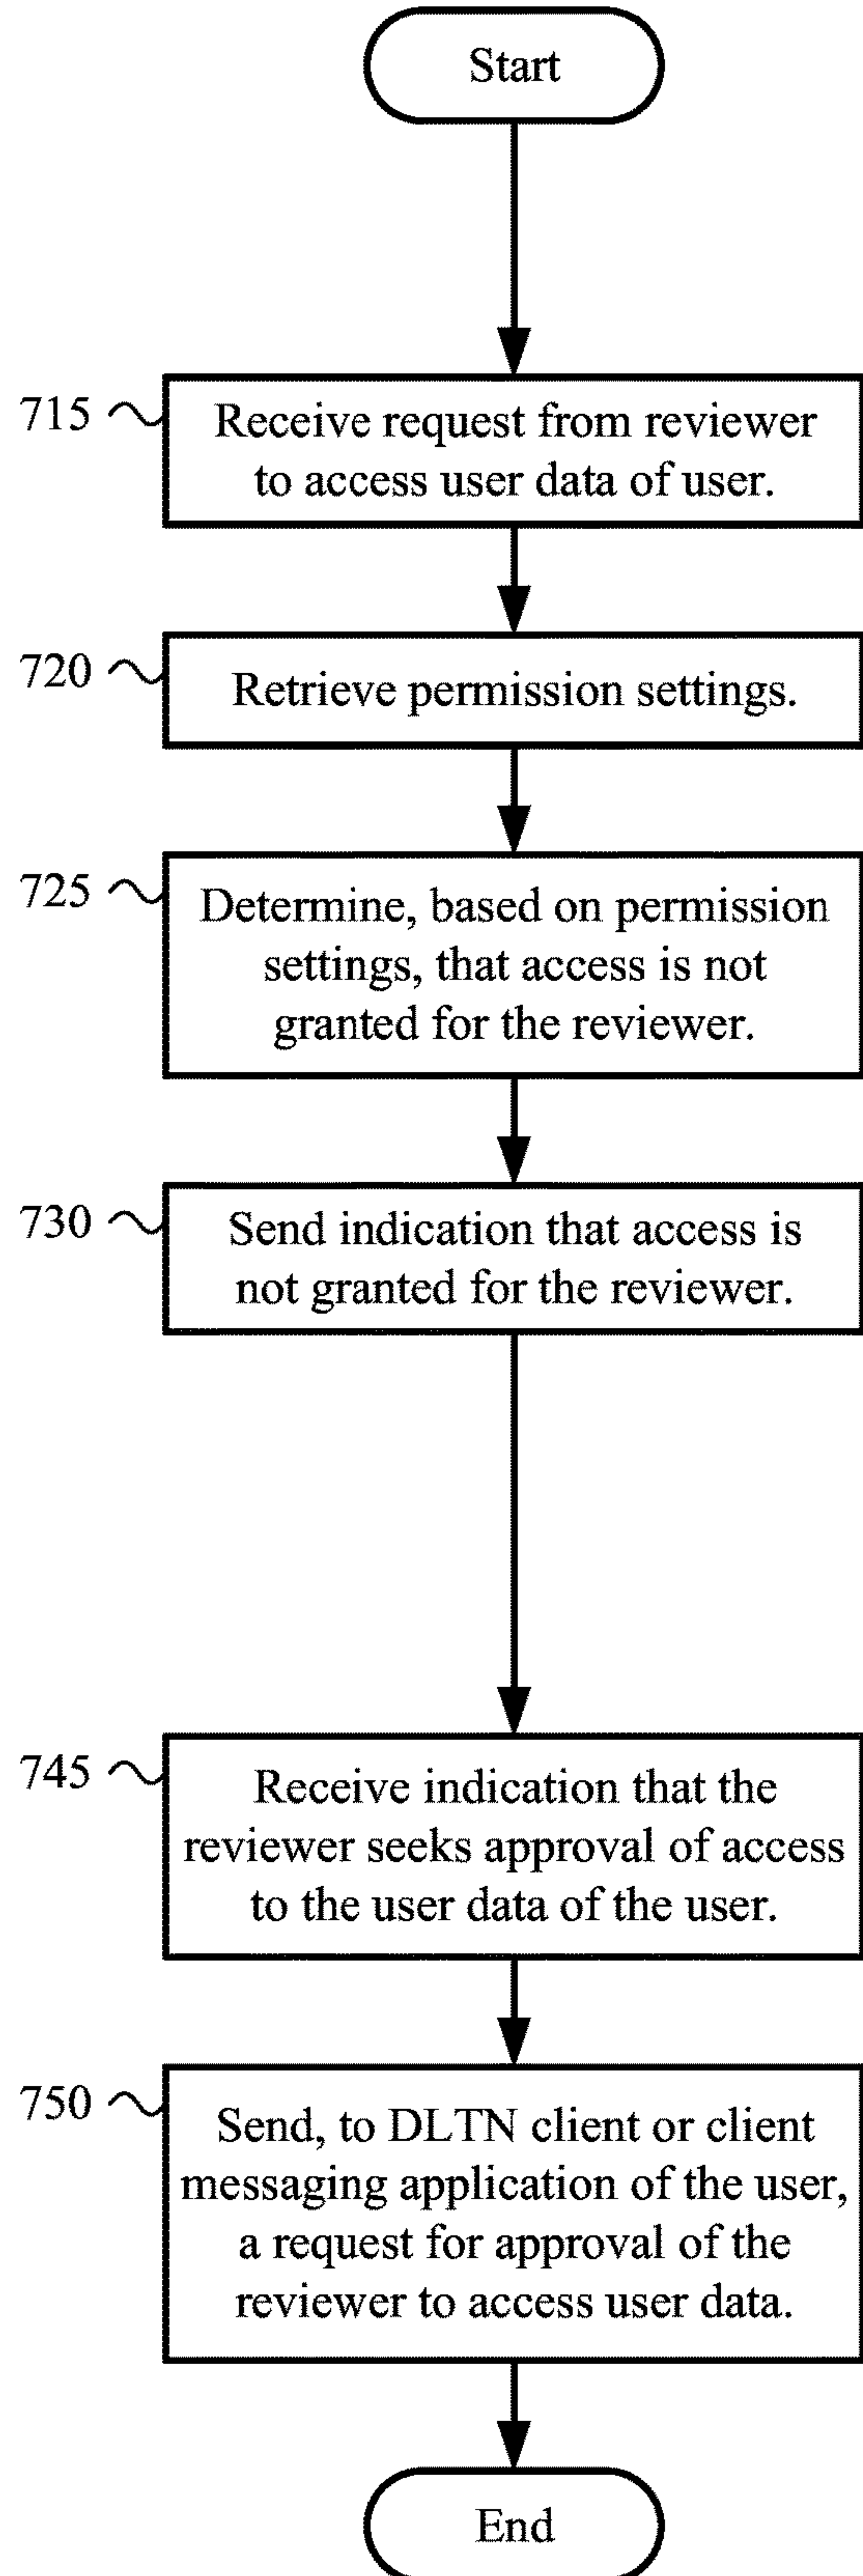 Start
715
Receive request from reviewer
to access user data of user.
720
Retrieve permission settings.
725
Determine, based on permission
settings, that access is not
granted for the reviewer.
730
Send indication that access is
not granted for the reviewer.
745
Receive indication that the
reviewer seeks approval of access
to the user data of the user.
750
Send, to DLTN client or client
messaging application of the user,
a request for approval of the
reviewer to access user data.
End